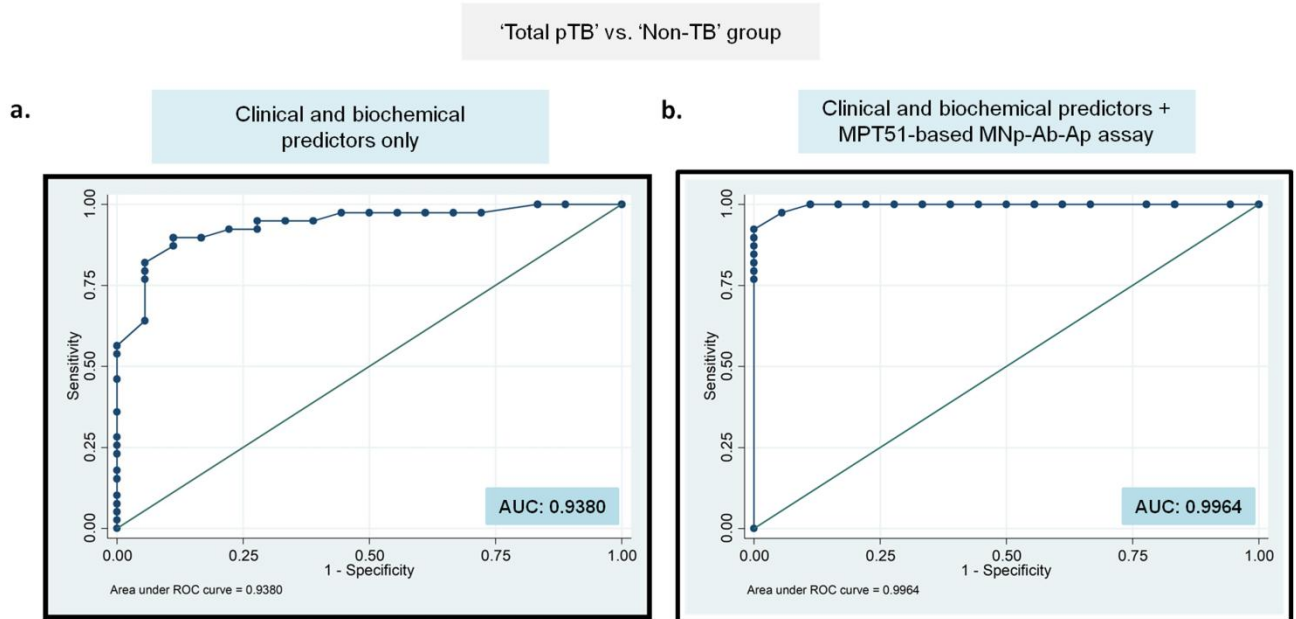 ‘Total pTB’ vs. ‘Non-TB’ group
a.
Clinical and biochemical
predictors only
1.00
0.75
0.50
0.25
0.00
Sensitivity
AUC: 0.9380
0.00 0.25 0.50 0.75 1.00
1 - Specificity
Area under ROC curve = 0.9380
b.
Clinical and biochemical predictors +
MPT51-based MNp-Ab-Ap assay
1.00
0.75
0.50
0.25
0.00
Sensitivity
AUC: 0.9964
0.00 0.25 0.50 0.75 1.00
1 - Specificity
Area under ROC curve = 0.9964